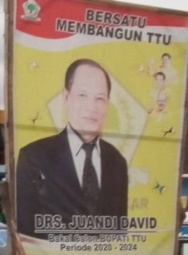 BERSATU
MEMBANGUN TTU
DRS. JUANDI DAVID
Bakal Calon BUPATI TTU
Periode 2020 - 2024